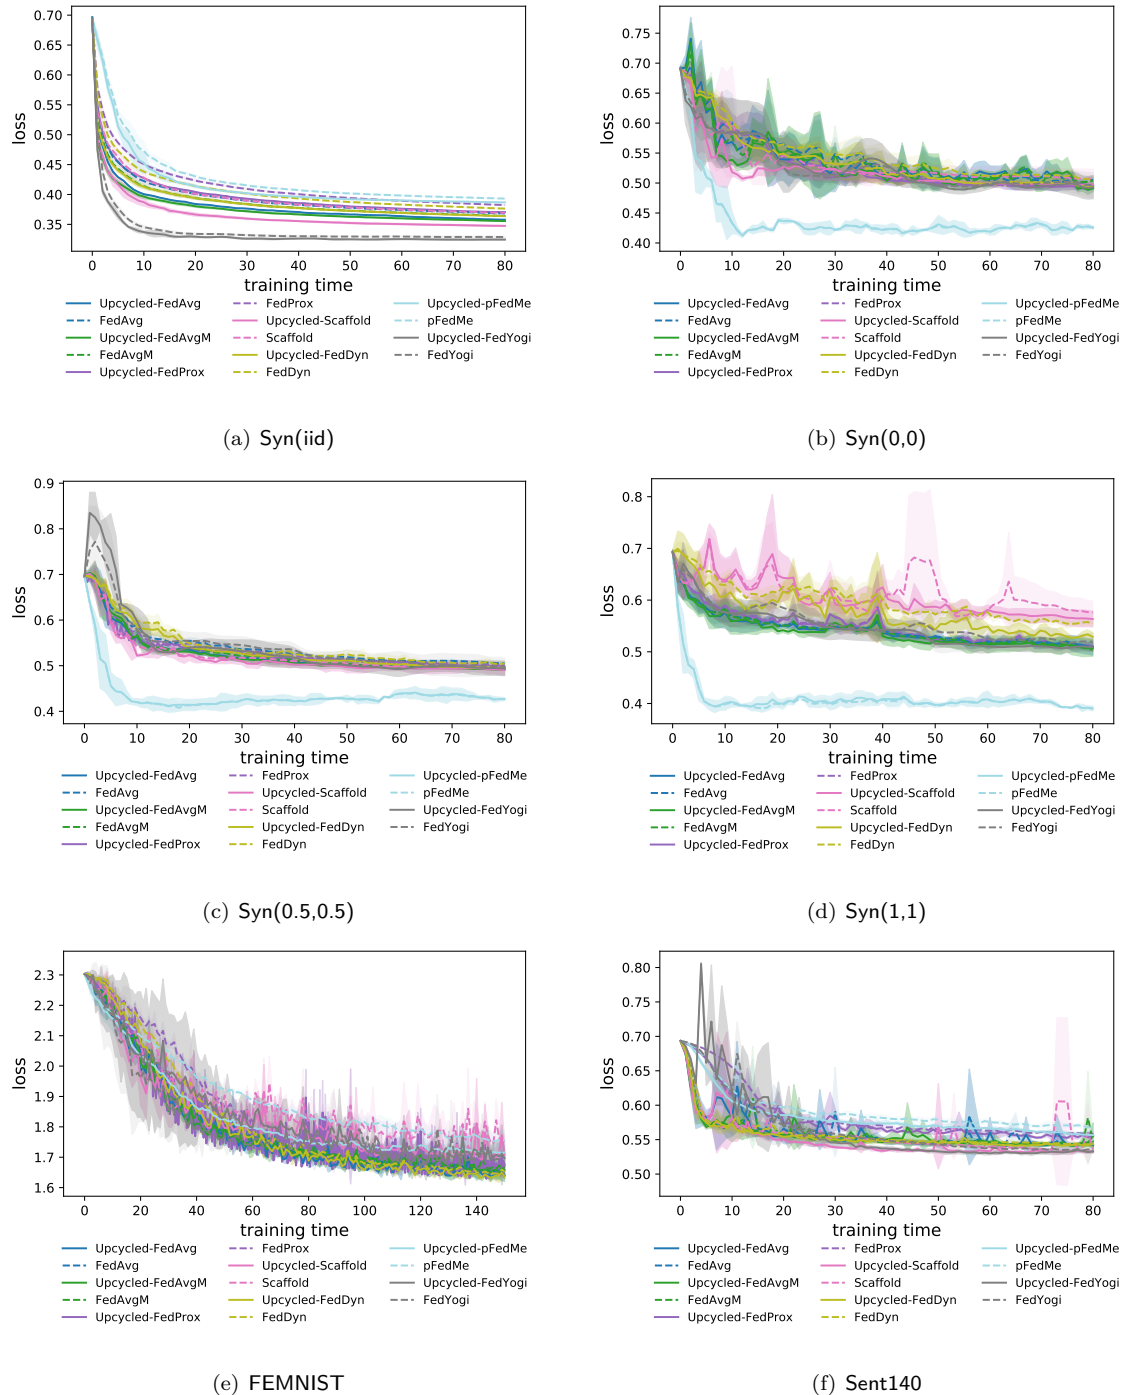 0.70
0.65
0.60
0.55
0.50
0.45
0.40
0.35
loss
0 10 20 30 40 50 60 70 80
training time
Upcycled-FedAvg FedProx Upcycled-pFedMe
FedAvg Upcycled-Scaffold pFedMe
Upcycled-FedAvgM Scaffold Upcycled-FedYogi
FedAvgM Upcycled-FedDyn FedYogi
Upcycled-FedProx FedDyn
(a) Syn(iid)
0.75
0.70
0.65
0.60
0.55
0.50
0.45
0.40
loss
0 10 20 30 40 50 60 70 80
training time
Upcycled-FedAvg FedProx Upcycled-pFedMe
FedAvg Upcycled-Scaffold pFedMe
Upcycled-FedAvgM Scaffold Upcycled-FedYogi
FedAvgM Upcycled-FedDyn FedYogi
Upcycled-FedProx FedDyn
(b) Syn(0,0)
0.9
0.8
0.7
0.6
0.5
0.4
loss
0 10 20 30 40 50 60 70 80
training time
Upcycled-FedAvg FedProx Upcycled-pFedMe
FedAvg Upcycled-Scaffold pFedMe
Upcycled-FedAvgM Scaffold Upcycled-FedYogi
FedAvgM Upcycled-FedDyn FedYogi
Upcycled-FedProx FedDyn
(c) Syn(0.5,0.5)
0.8
0.7
0.6
0.5
0.4
loss
0 10 20 30 40 50 60 70 80
training time
Upcycled-FedAvg FedProx Upcycled-pFedMe
FedAvg Upcycled-Scaffold pFedMe
Upcycled-FedAvgM Scaffold Upcycled-FedYogi
FedAvgM Upcycled-FedDyn FedYogi
Upcycled-FedProx FedDyn
(d) Syn(1,1)
2.3
2.2
2.1
2.0
1.9
1.8
1.7
1.6
loss
0 20 40 60 80 100 120 140
training time
Upcycled-FedAvg FedProx Upcycled-pFedMe
FedAvg Upcycled-Scaffold pFedMe
Upcycled-FedAvgM Scaffold Upcycled-FedYogi
FedAvgM Upcycled-FedDyn FedYogi
Upcycled-FedProx FedDyn
(e) FEMNIST
0.80
0.75
0.70
0.65
0.60
0.55
0.50
loss
0 10 20 30 40 50 60 70 80
training time
Upcycled-FedAvg FedProx Upcycled-pFedMe
FedAvg Upcycled-Scaffold pFedMe
Upcycled-FedAvgM Scaffold Upcycled-FedYogi
FedAvgM Upcycled-FedDyn FedYogi
Upcycled-FedProx FedDyn
(f) Sent140